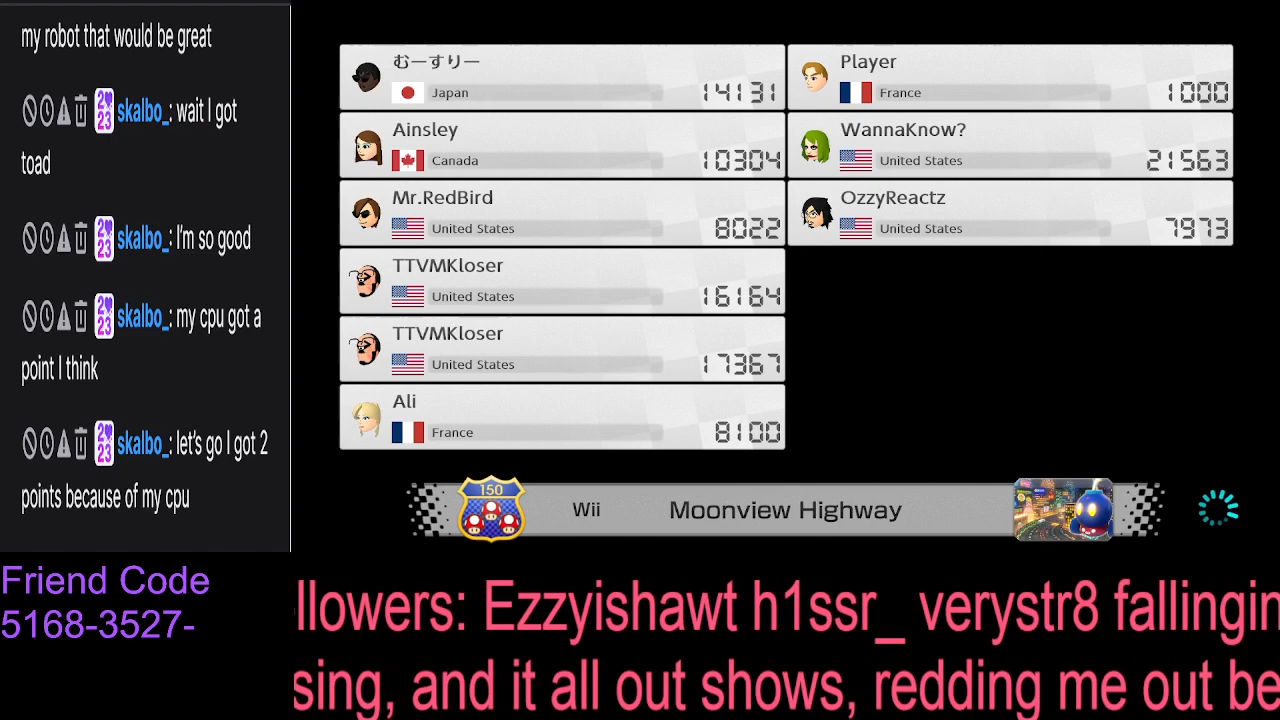 my robot that would be great
skalbo_: wait I got
toad
skalbo_: I'm so good
skalbo_: my cpu got a
point I think
skalbo_: let's go I got 2
points because of my cpu
Friend Code
5168-3527-
むーすりー
Japan 14131
Ainsley
Canada 10304
Mr.RedBird
United States 8022
TTVMKloser
United States 16164
TTVMKloser
United States 17367
Ali
France 8100
Player
France 1000
WannaKnow?
United States 21563
OzzyReactz
United States 7973
150 Wii Moonview Highway
llowers: Ezzyishawt h1ssr_ verystr8 fallingin
sing, and it all out shows, redding me out be